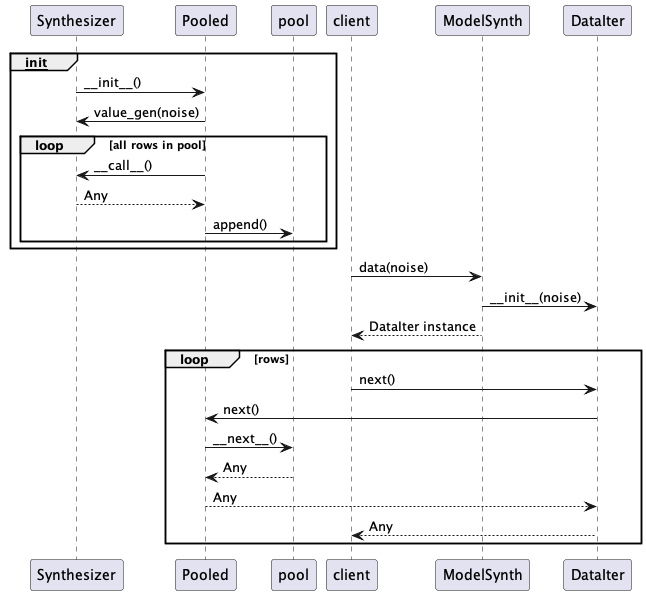 Synthesizer Pooled pool client ModelSynth DataIter
init
__init__()
value_gen(noise)
loop [all rows in pool]
__call__()
Any
append()
data(noise)
__init__(noise)
DataIter instance
loop [rows]
next()
next()
__next__()
Any
Any
Any
Synthesizer Pooled pool client ModelSynth DataIter